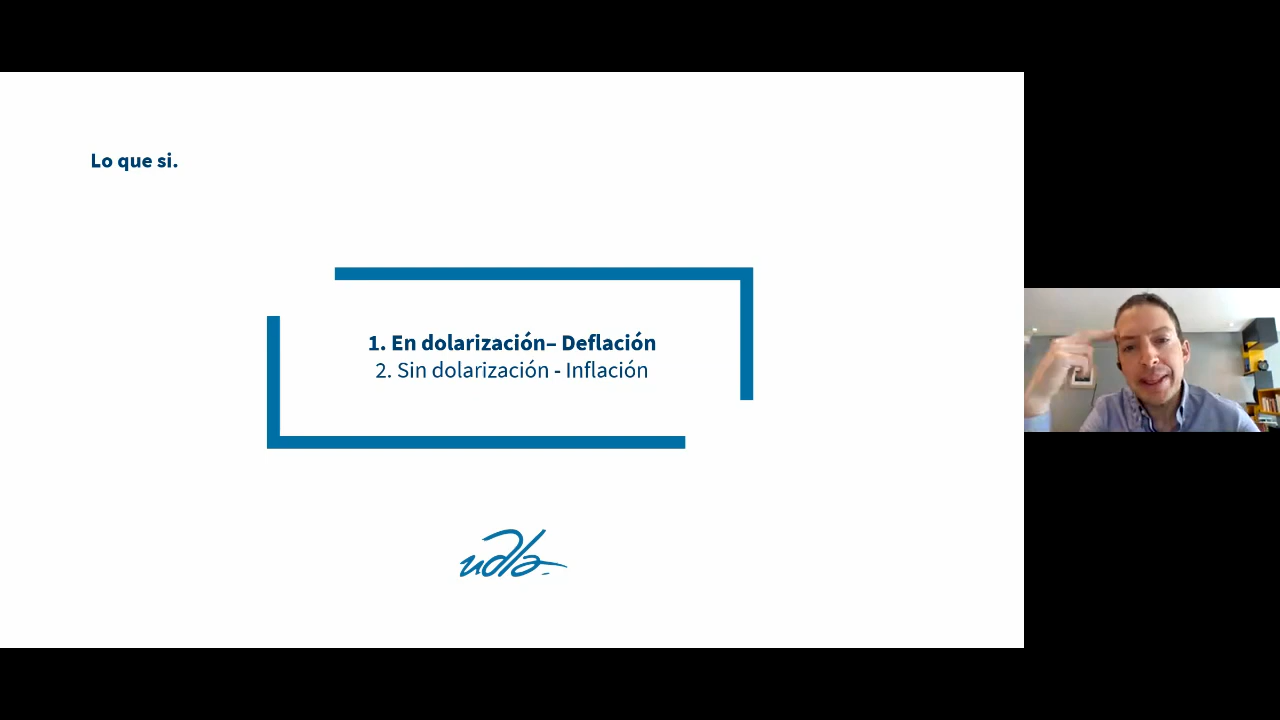 Lo que si.
1. En dolarización– Deflación
2. Sin dolarización - Inflación
udla